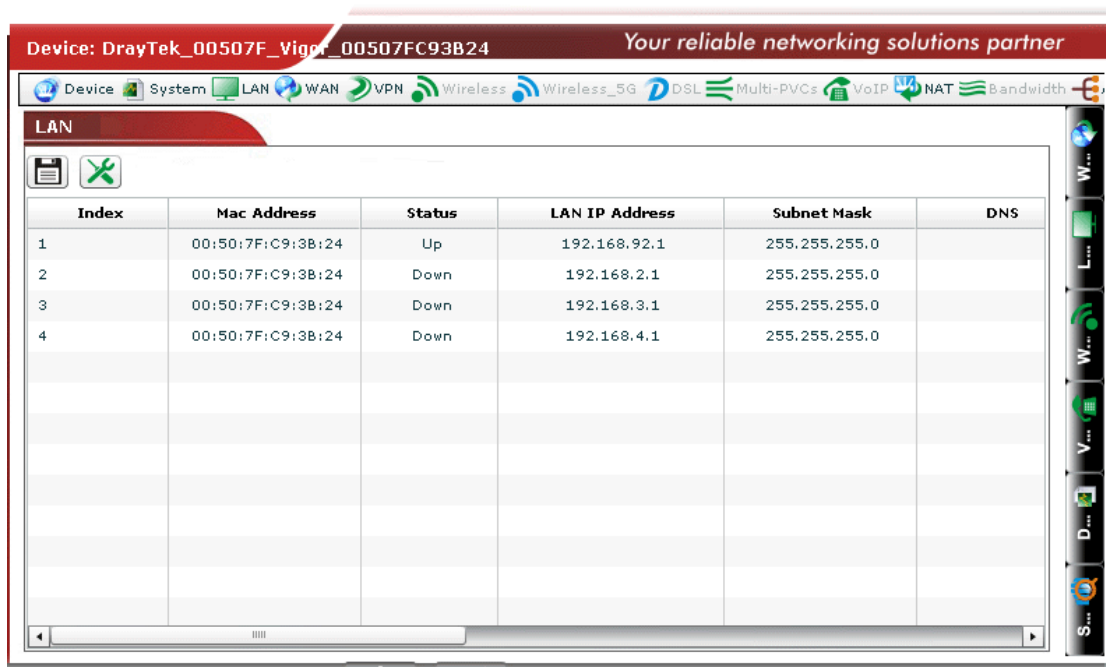 Device: DrayTek_00507F_Vigor_00507FC93B24
Your reliable networking solutions partner
Device System LAN WAN VPN Wireless Wireless_5G DSL Multi-PVCs VoIP NAT Bandwidth
LAN
Index Mac Address Status LAN IP Address Subnet Mask DNS
1 00:50:7F:C9:3B:24 Up 192.168.92.1 255.255.255.0
2 00:50:7F:C9:3B:24 Down 192.168.2.1 255.255.255.0
3 00:50:7F:C9:3B:24 Down 192.168.3.1 255.255.255.0
4 00:50:7F:C9:3B:24 Down 192.168.4.1 255.255.255.0
W...
L...
W...
V...
D...
S...